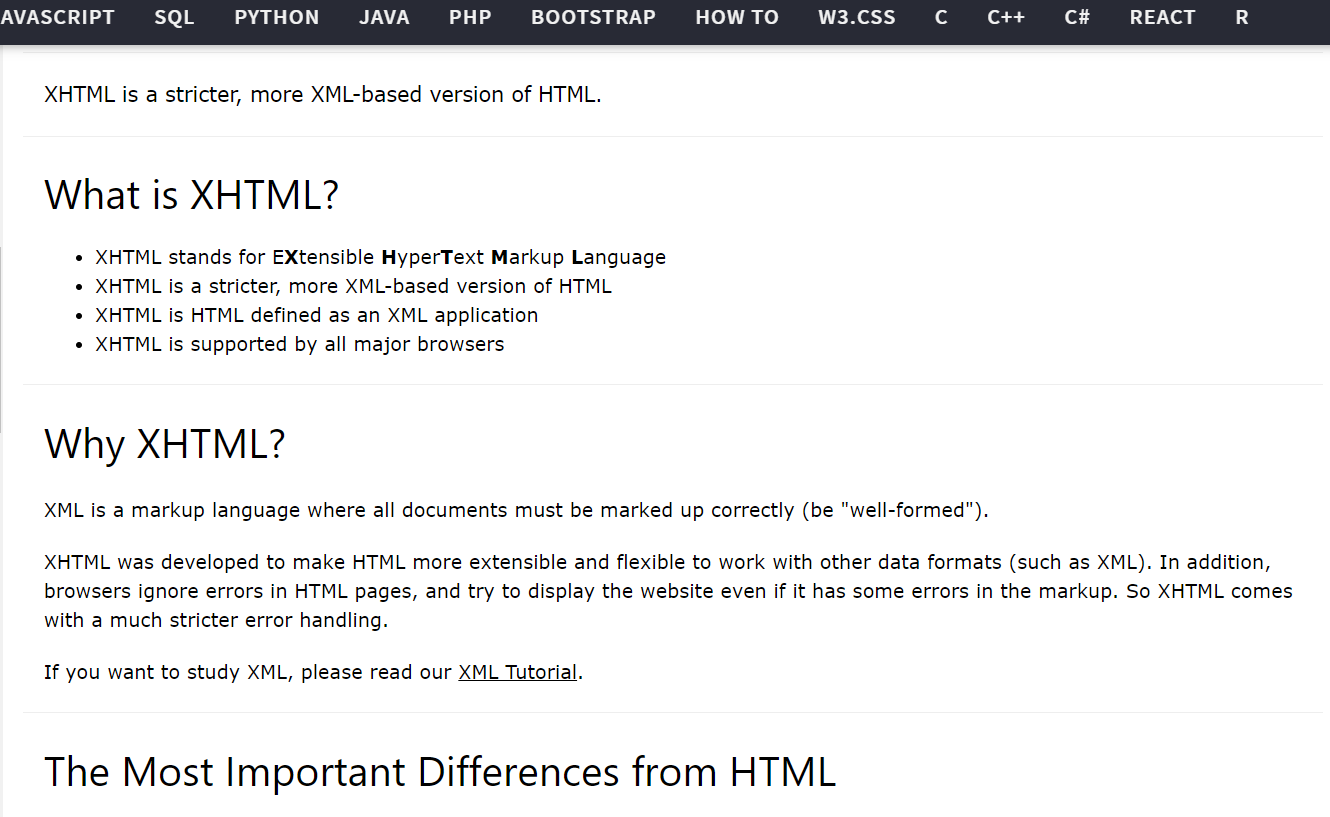 AVASCRIPT SQL PYTHON JAVA PHP BOOTSTRAP HOW TO W3.CSS C C++ C# REACT R
XHTML is a stricter, more XML-based version of HTML.
What is XHTML?
• XHTML stands for EXtensible HyperText Markup Language
• XHTML is a stricter, more XML-based version of HTML
• XHTML is HTML defined as an XML application
• XHTML is supported by all major browsers
Why XHTML?
XML is a markup language where all documents must be marked up correctly (be "well-formed").
XHTML was developed to make HTML more extensible and flexible to work with other data formats (such as XML). In addition,
browsers ignore errors in HTML pages, and try to display the website even if it has some errors in the markup. So XHTML comes
with a much stricter error handling.
If you want to study XML, please read our XML Tutorial.
The Most Important Differences from HTML